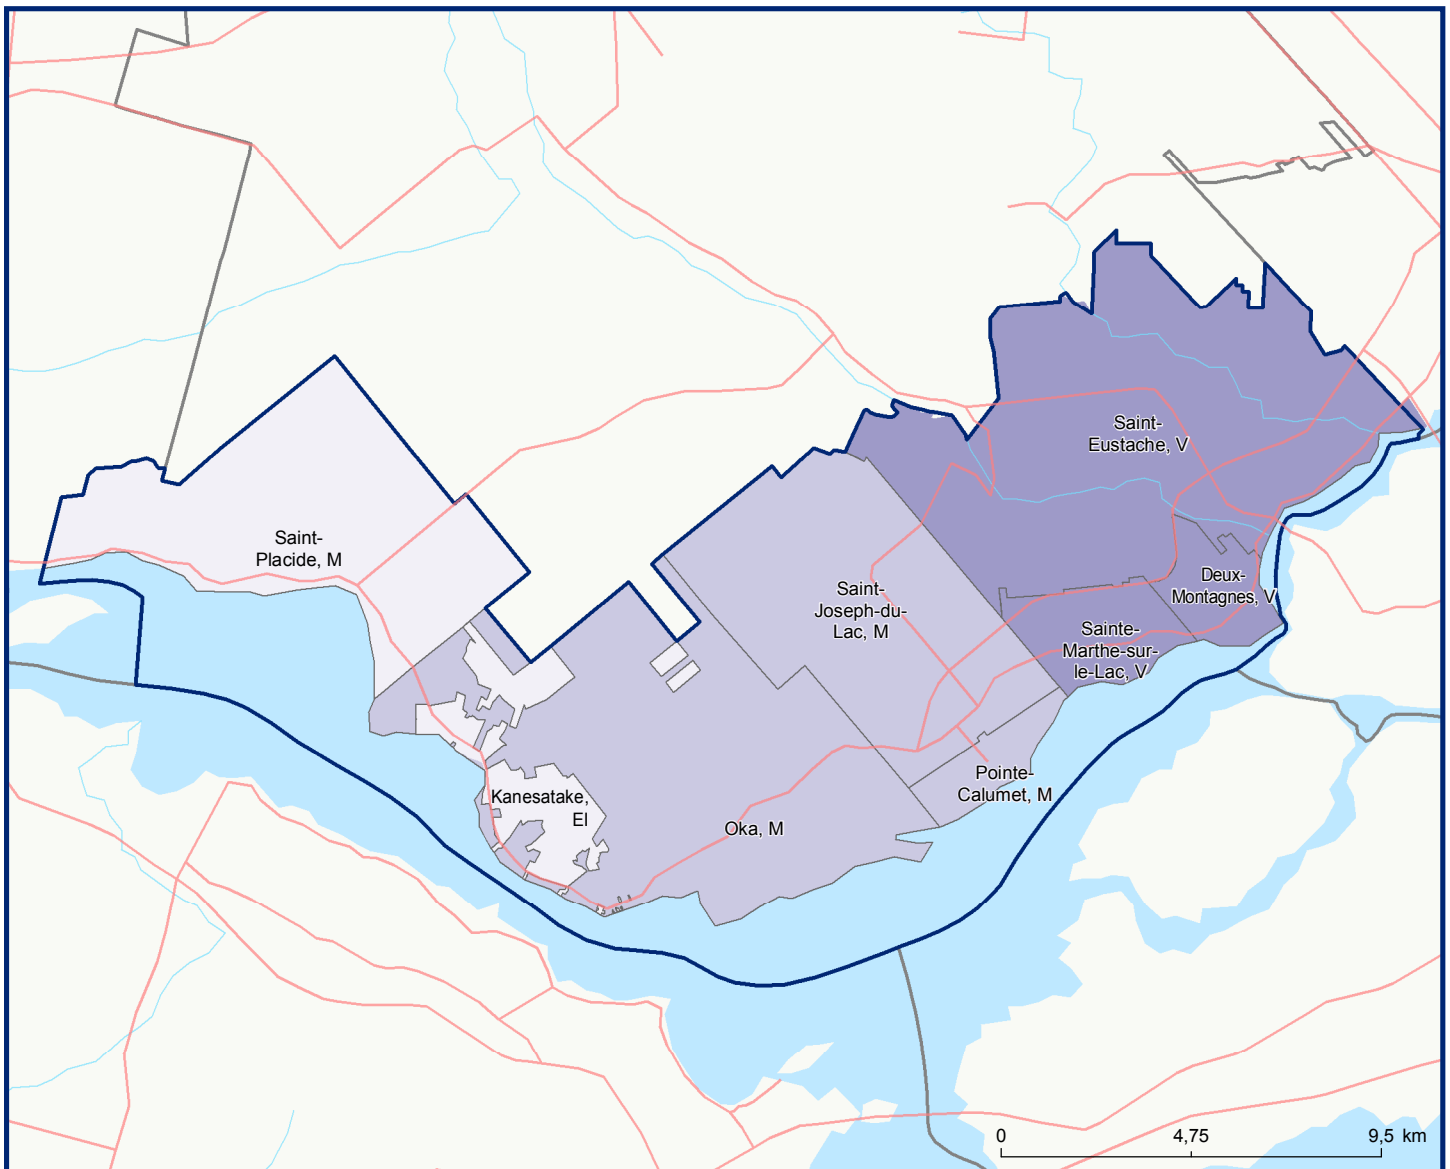 Saint-
Eustache, V
Saint-
Placide, M
Deux-
Montagnes, V
Saint-
Joseph-du-
Lac, M
Sainte-
Marthe-sur-
le-Lac, V
Pointe-
Calumet, M
Kanesatake,
EI
Oka, M
0 4,75 9,5 km